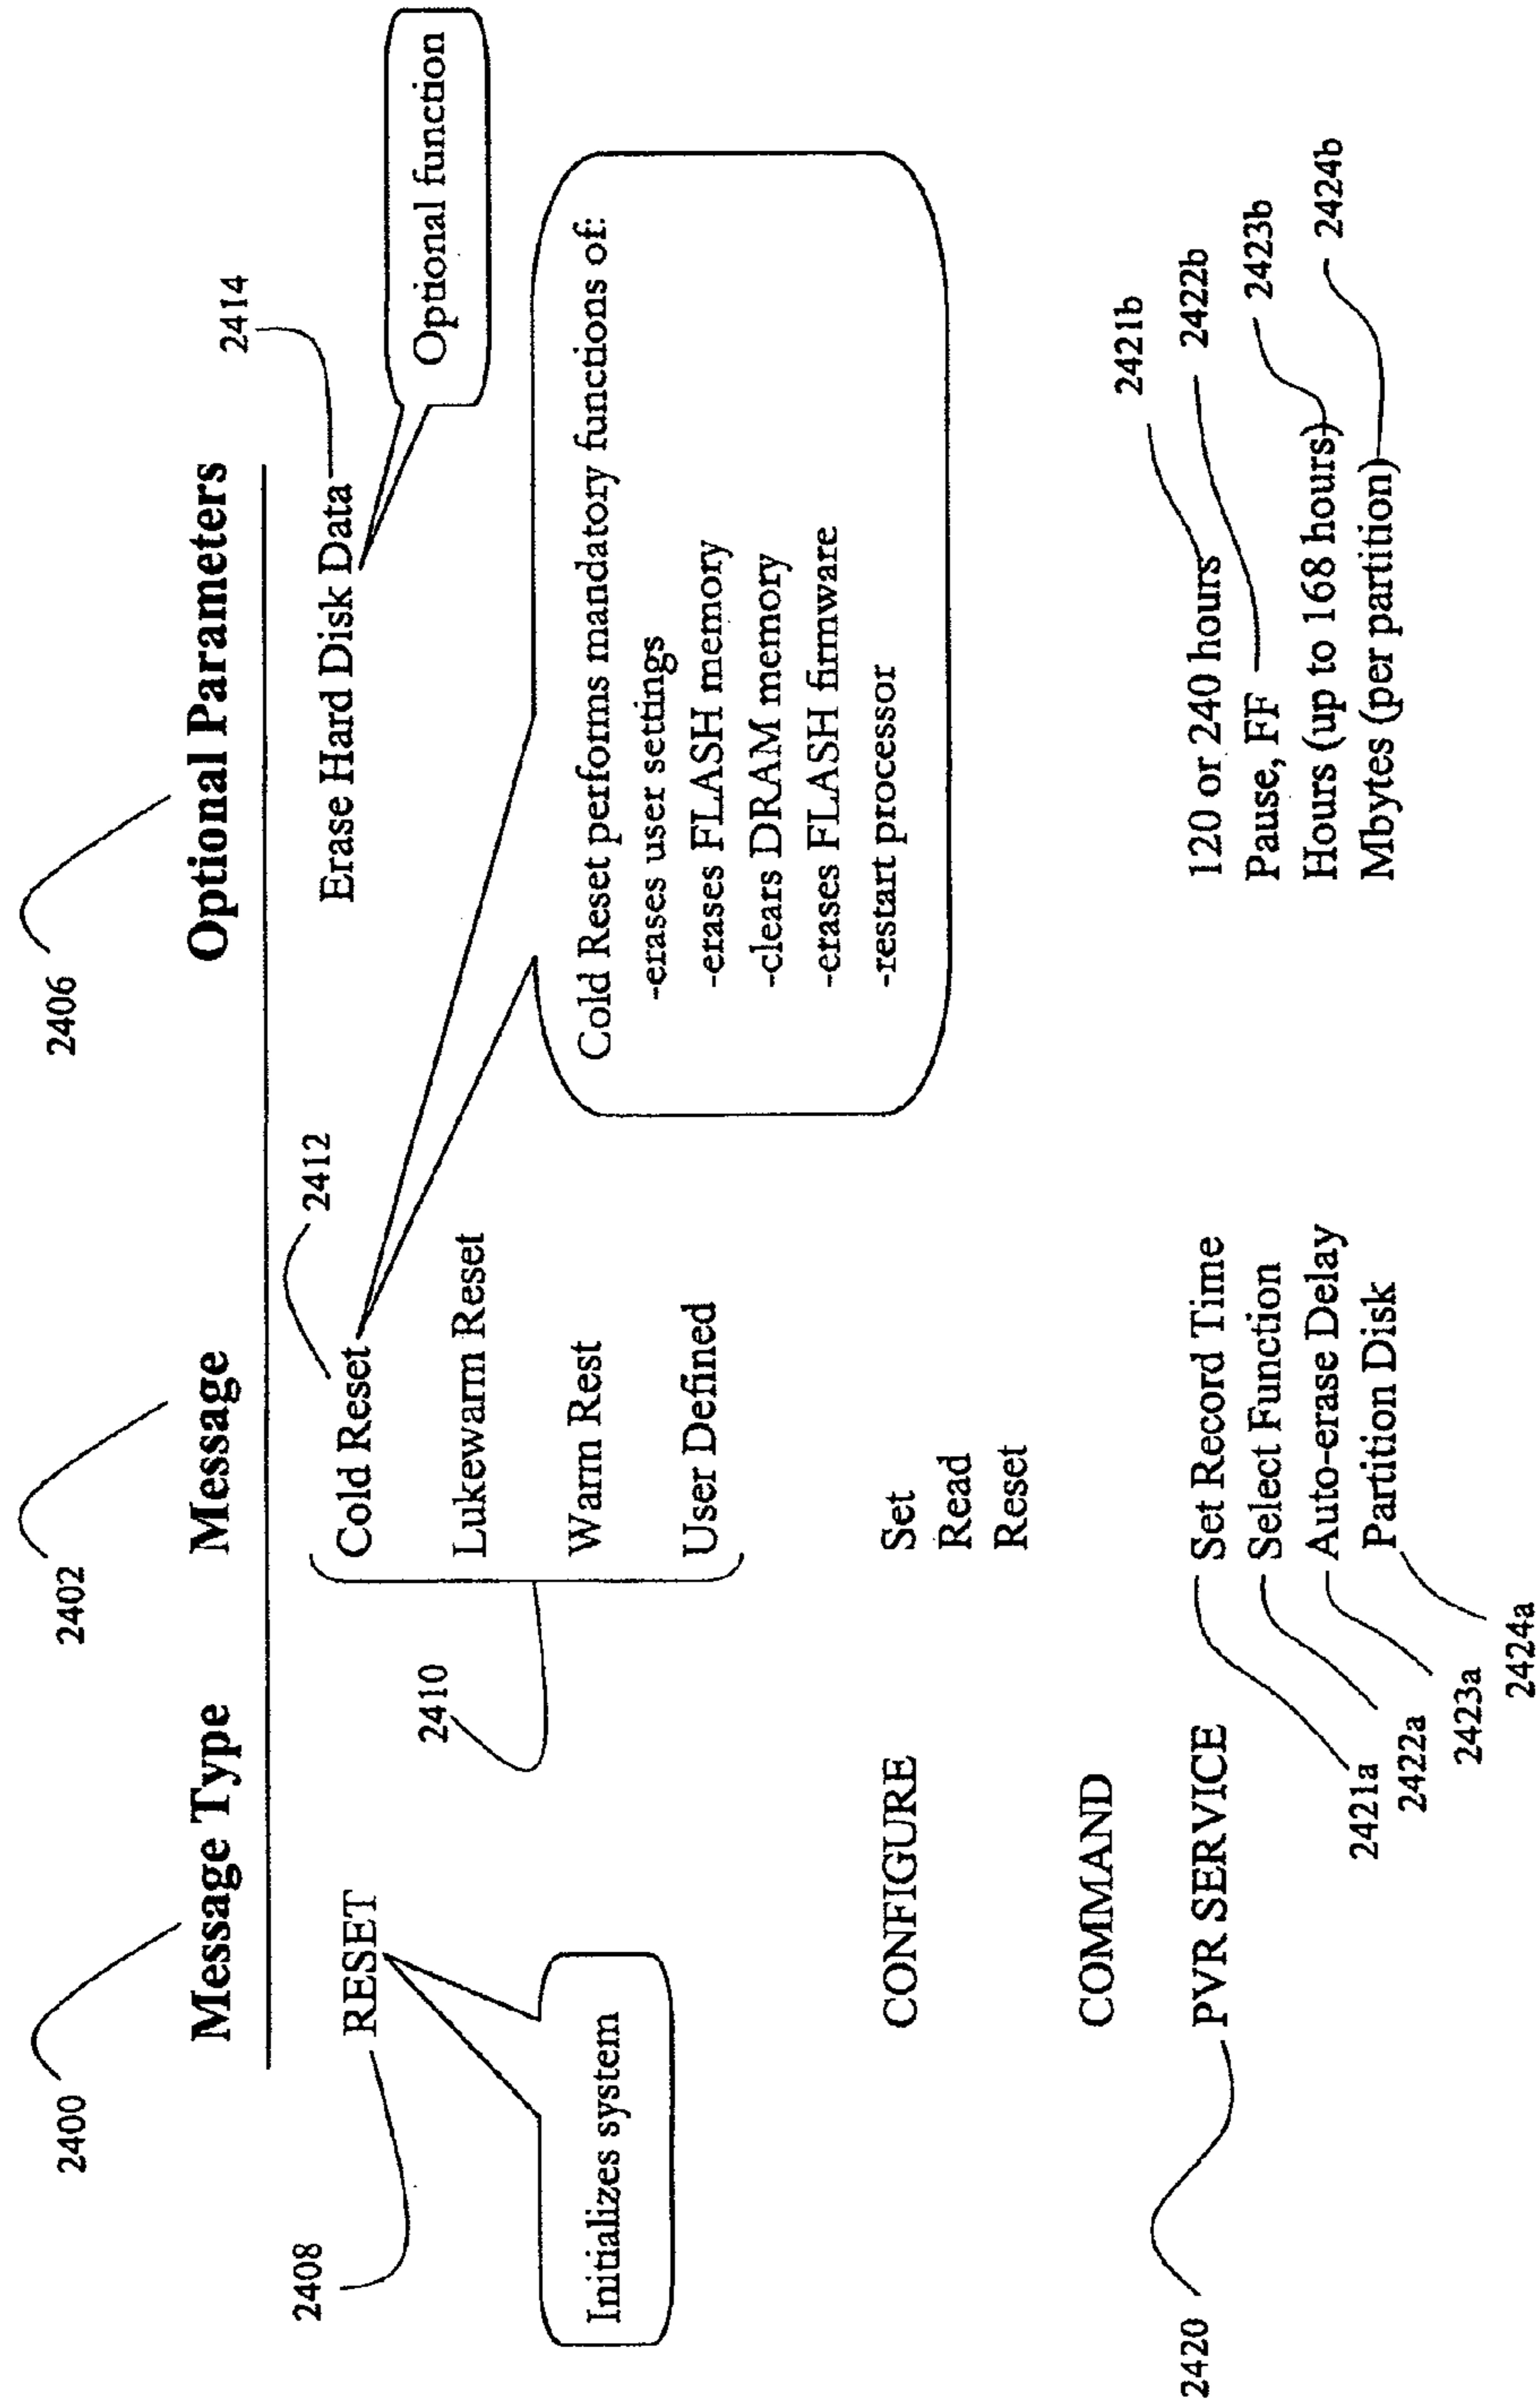 2400
2402
2406
Message Type
Message
Optional Parameters
2408
RESET
2412
Cold Reset
Erase Hard Disk Data
2414
Optional function
Initializes system
2410
Lukewarm Reset
Warm Rest
User Defined
Cold Reset performs mandatory functions of:
-erases user settings
-erases FLASH memory
-clears DRAM memory
-erases FLASH firmware
-restart processor
CONFIGURE
Set
Read
Reset
COMMAND
2420
PVR SERVICE
Set Record Time
120 or 240 hours
2421b
Select Function
Pause, FF
2422b
Auto-erase Delay
Hours (up to 168 hours)
2423b
Partition Disk
Mbytes (per partition)
2424b
2421a
2422a
2423a
2424a